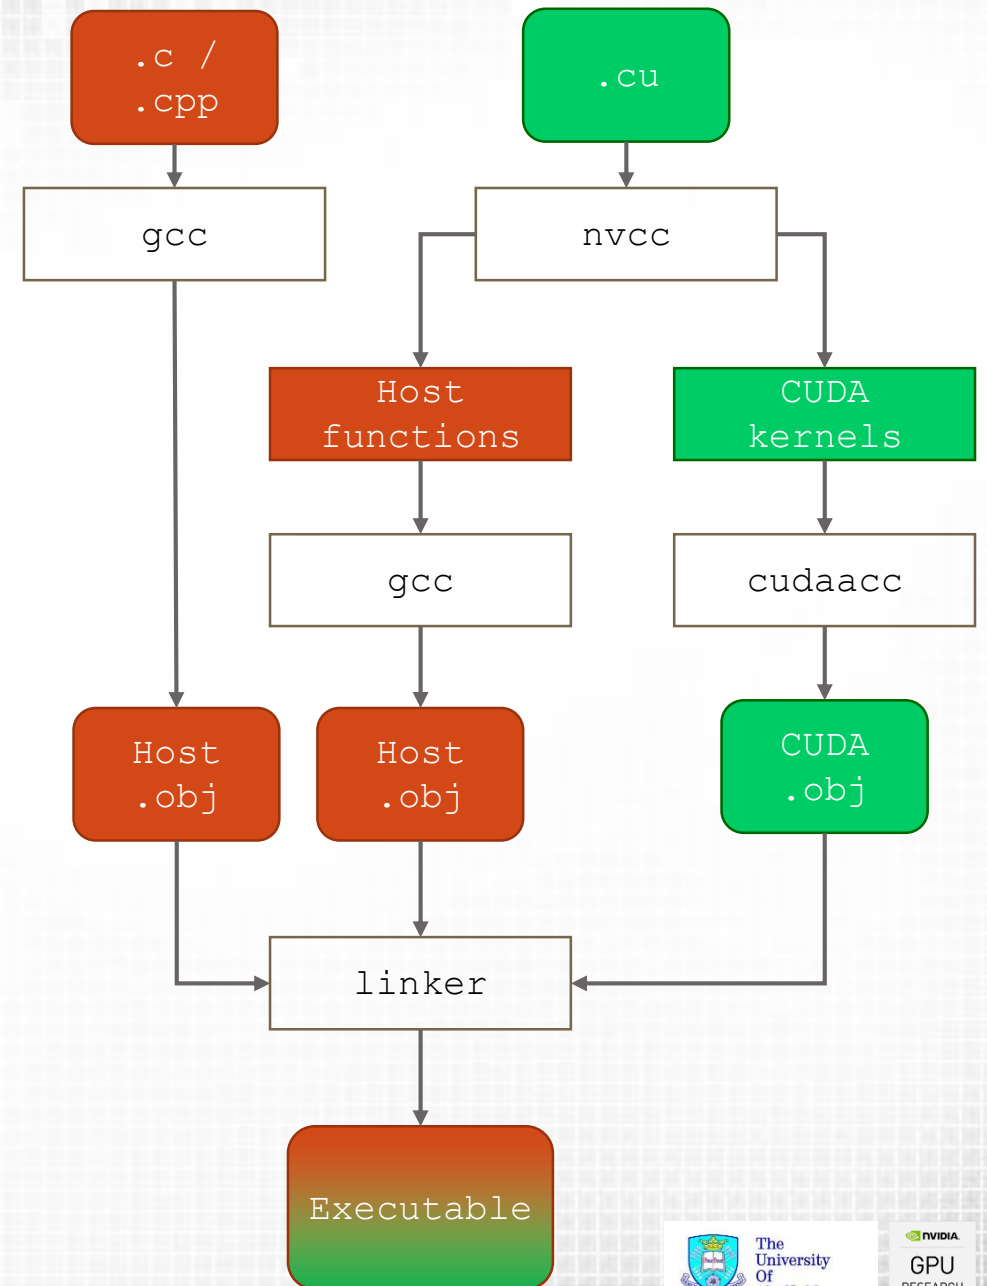 .c /
.cpp
.cu
gcc
nvcc
Host
functions
CUDA
kernels
gcc
cudaacc
Host
.obj
Host
.obj
CUDA
.obj
linker
Executable
The
University
Of
NVIDIA.
GPU